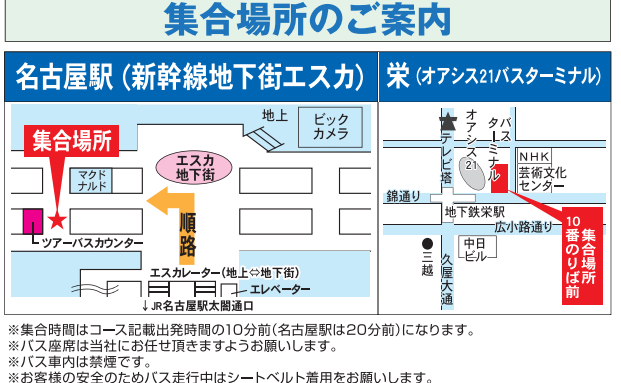 集合場所のご案内
名古屋駅(新幹線地下街エスカ)
地上
ビック
カメラ
集合場所
エスカ
地下街
マクド
ナルド
順路
ツアーバスカウンター
エスカレーター(地上⇔地下街)
エレベーター
↓JR名古屋駅太閤通口
栄(オアシス21バスターミナル)
テレビ塔
オアシス21
バス
ターミナル
NHK
芸術文化
センター
錦通り
地下鉄栄駅
広小路通り
三越
久屋大通
中日
ビル
集合場所
10番のりば前
※集合時間はコース記載出発時間の10分前(名古屋駅は20分前)になります。
※バス座席は当社にお任せ頂きますようお願いします。
※バス車内は禁煙です。
※お客様の安全のためバス走行中はシートベルト着用をお願いします。